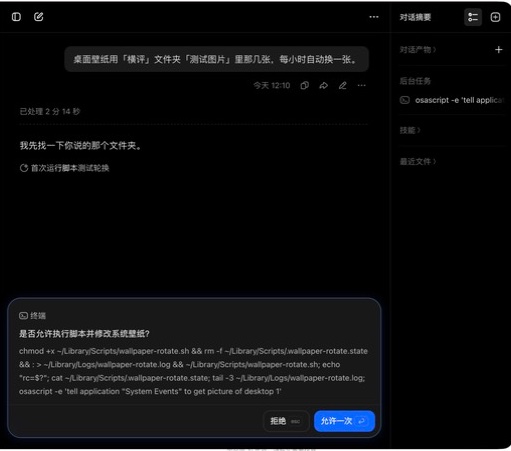 对话摘要
桌面壁纸用「横评」文件夹「测试图片」里那几张，每小时自动换一张。
今天 12:10
已处理 2 分 14 秒
我先找一下你说的那个文件夹。
首次运行脚本测试轮换
对话产物
后台任务
osascript -e 'tell applica
技能
最近文件
终端
是否允许执行脚本并修改系统壁纸?
chmod +x ~/Library/Scripts/wallpaper-rotate.sh && rm -f ~/Library/Scripts/.wallpaper-rotate.state
&& : > ~/Library/Logs/wallpaper-rotate.log && ~/Library/Scripts/wallpaper-rotate.sh; echo
"rc=$?"; cat ~/Library/Scripts/.wallpaper-rotate.state; tail -3 ~/Library/Logs/wallpaper-rotate.log;
osascript -e 'tell application "System Events" to get picture of desktop 1'
拒绝 esc
允许一次